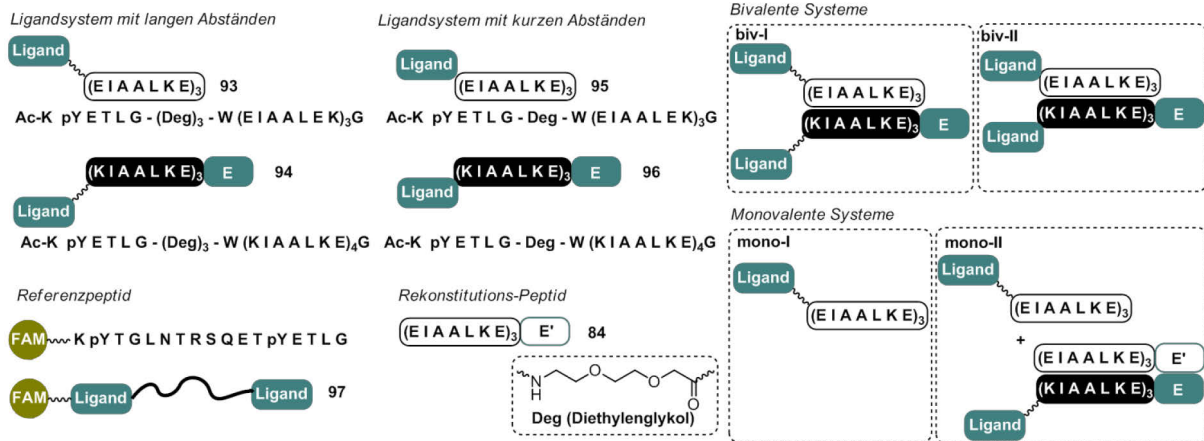 Ligandsystem mit langen Abständen
Ligand
(E I A A L K E)3 93
Ac-K pY E T L G - (Deg)3 - W (E I A A L E K)3G
(K I A A L K E)3 E 94
Ligand
Ac-K pY E T L G - (Deg)3 - W (K I A A L K E)4G
Referenzpeptid
FAM K pY T G L N T R S Q E T pY E T L G
FAM Ligand Ligand 97
Ligandsystem mit kurzen Abständen
Ligand
(E I A A L K E)3 95
Ac-K pY E T L G - Deg - W (E I A A L E K)3G
(K I A A L K E)3 E 96
Ligand
Ac-K pY E T L G - Deg - W (K I A A L K E)4G
Rekonstitutions-Peptid
(E I A A L K E)3 E' 84
N O O
H O
Deg (Diethylenglykol)
Bivalente Systeme
biv-I
Ligand
(E I A A L K E)3
(K I A A L K E)3 E
Ligand
biv-II
Ligand
(E I A A L K E)3
(K I A A L K E)3 E
Ligand
Monovalente Systeme
mono-I
Ligand
(E I A A L K E)3
mono-II
Ligand
(E I A A L K E)3
+
(E I A A L K E)3 E'
(K I A A L K E)3 E
Ligand